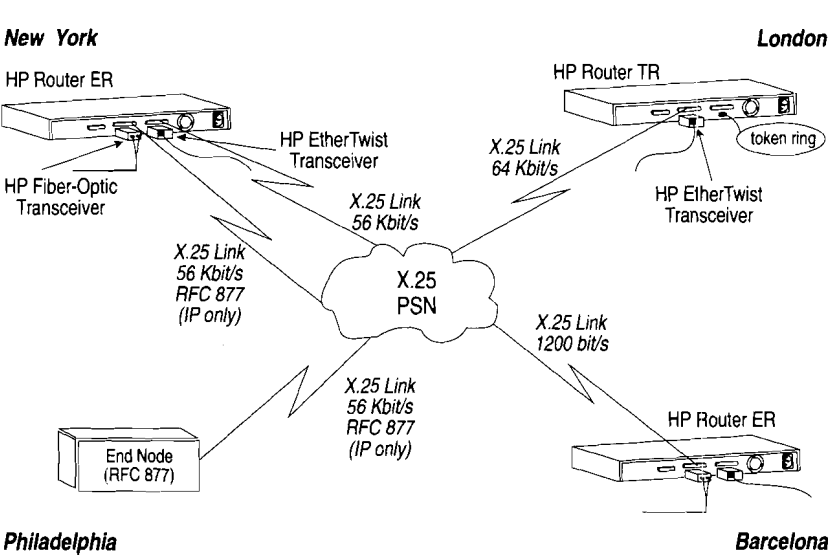 New York
HP Router ER
HP EtherTwist
Transceiver
HP Fiber-Optic
Transceiver
X.25 Link
56 Kbit/s
X.25 Link
56 Kbit/s
RFC 877
(IP only)
London
HP Router TR
token ring
X.25 Link
64 Kbit/s
HP EtherTwist
Transceiver
X.25
PSN
X.25 Link
1200 bit/s
X.25 Link
56 Kbit/s
RFC 877
(IP only)
End Node
(RFC 877)
Philadelphia
HP Router ER
Barcelona